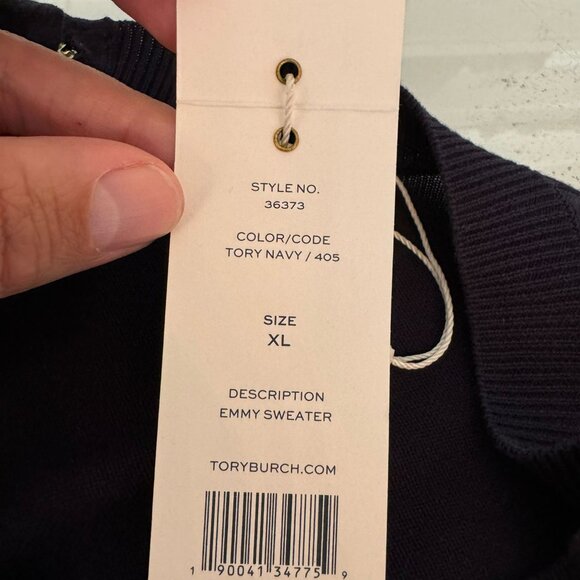 STYLE NO.
36373
COLOR/CODE
TORY NAVY / 405
SIZE
XL
DESCRIPTION
EMMY SWEATER
TORYBURCH.COM
1 90041 34775 9